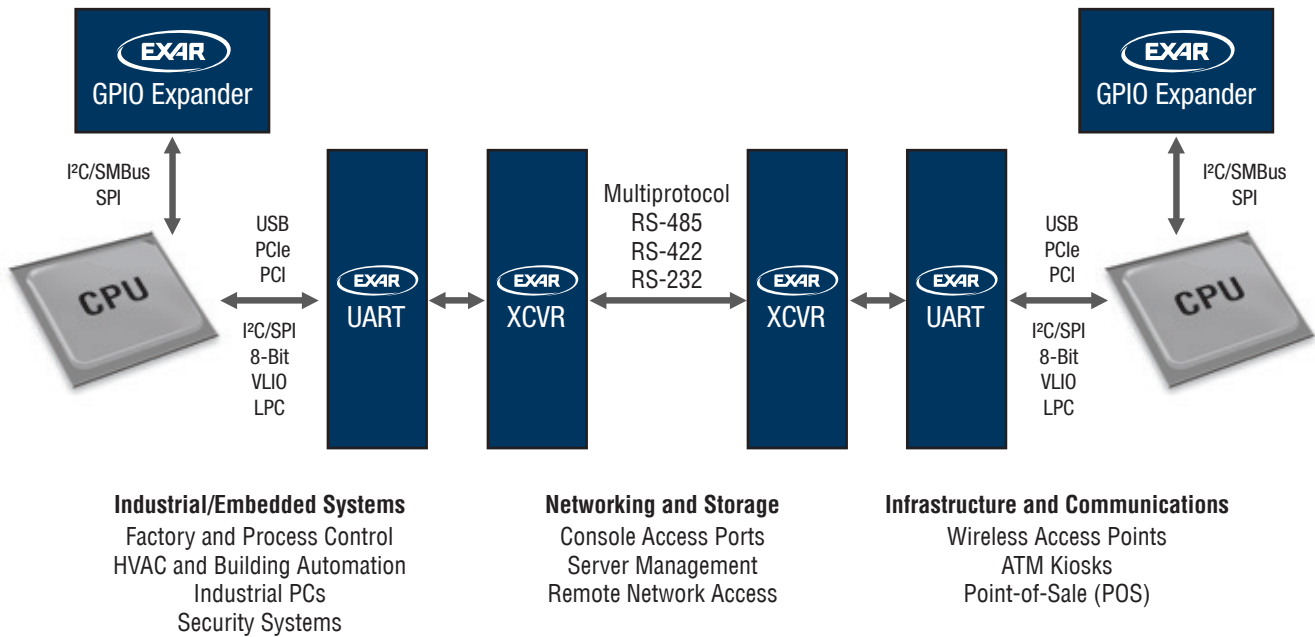 EXAR
GPIO Expander
EXAR
GPIO Expander
I²C/SMBus
SPI
I²C/SMBus
SPI
CPU
USB
PCIe
PCI
I²C/SPI
8-Bit
VLIO
LPC
EXAR
UART
EXAR
XCVR
Multiprotocol
RS-485
RS-422
RS-232
EXAR
XCVR
EXAR
UART
USB
PCIe
PCI
I²C/SPI
8-Bit
VLIO
LPC
CPU
Industrial/Embedded Systems
Factory and Process Control
HVAC and Building Automation
Industrial PCs
Security Systems
Networking and Storage
Console Access Ports
Server Management
Remote Network Access
Infrastructure and Communications
Wireless Access Points
ATM Kiosks
Point-of-Sale (POS)